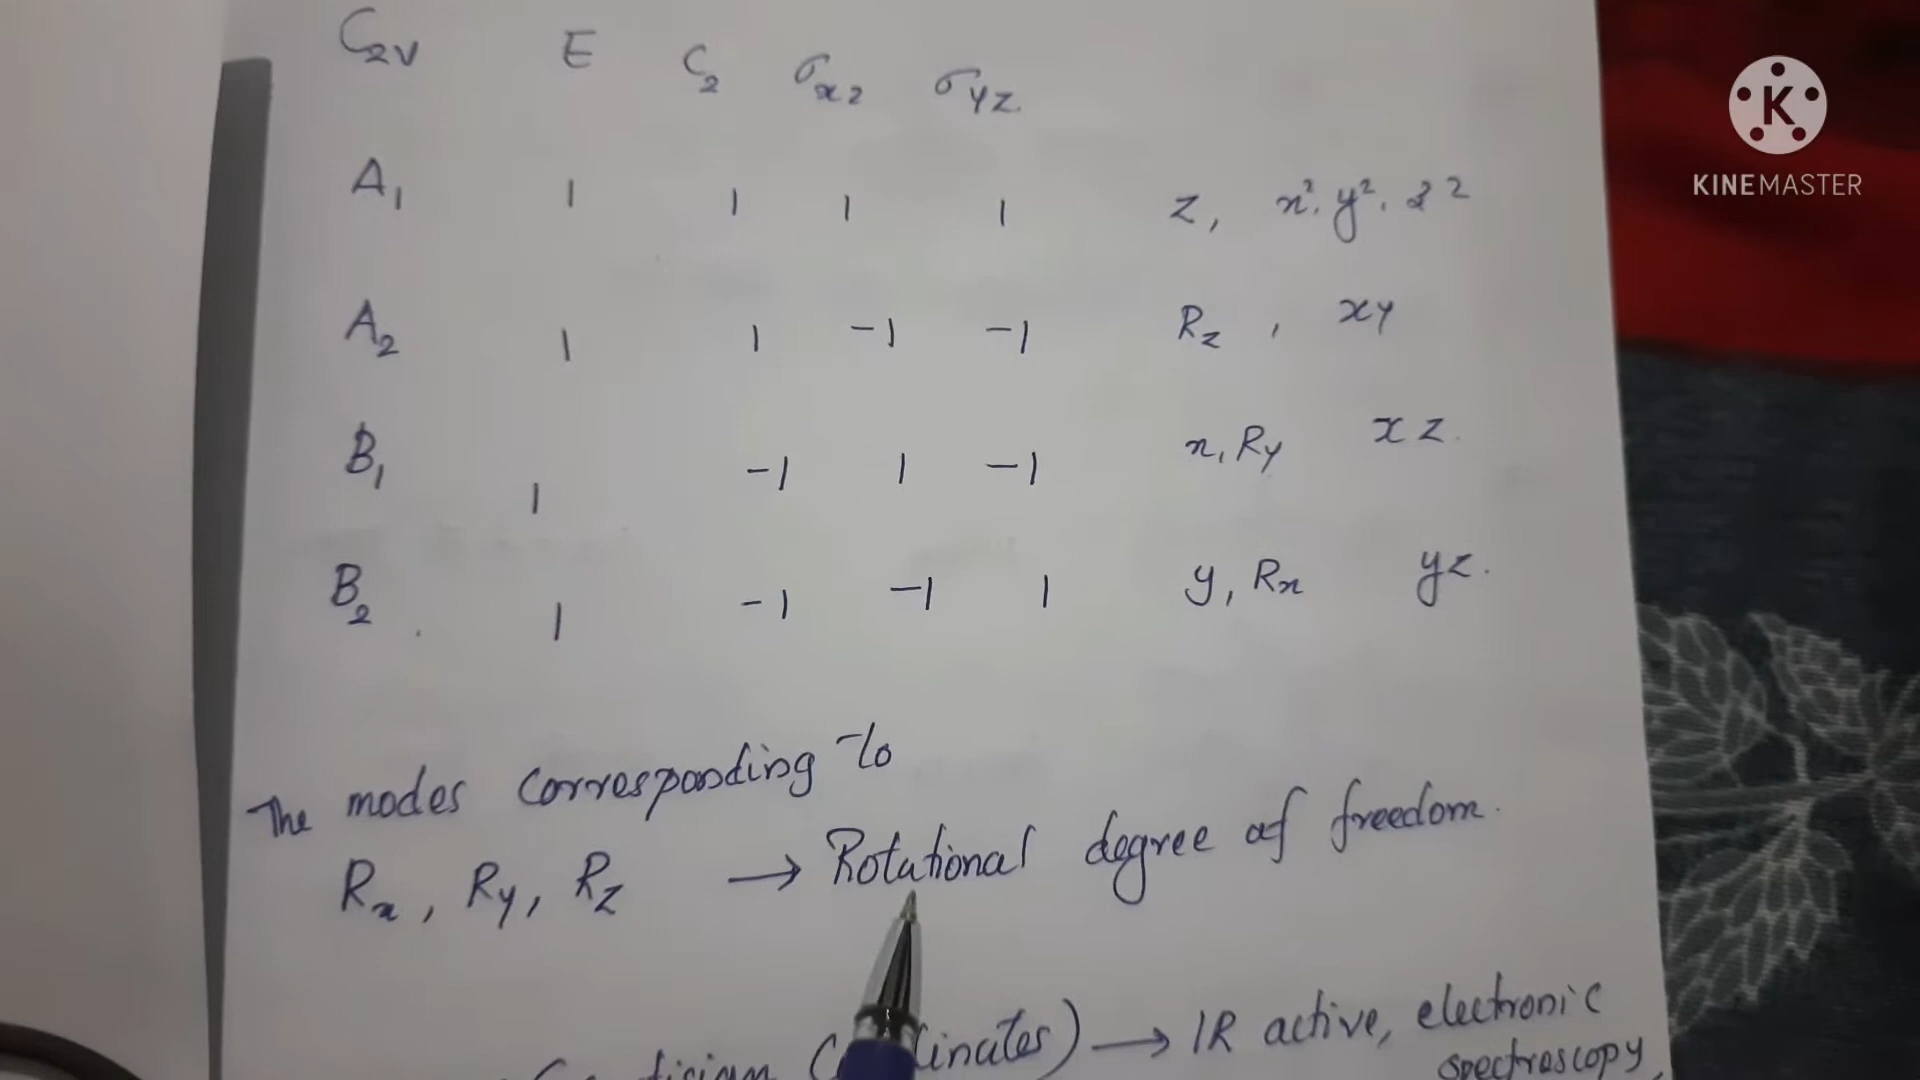 C₂ᵥ E C₂ σxz σyz.
A₁ 1 1 1 1 z, x², y², z²
A₂ 1 1 -1 -1 Rz , xy
B₁ 1 -1 1 -1 x, Ry xz.
B₂ 1 -1 -1 1 y, Rx yz.
The modes corresponding to
Rx, Ry, Rz → Rotational degree of freedom.
→ IR active, electronic
spectroscopy,
K
KINEMASTER